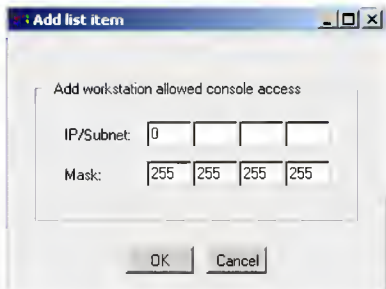 Add list item
Add workstation allowed console access
IP/Subnet: 0
Mask: 255 255 255 255
OK Cancel